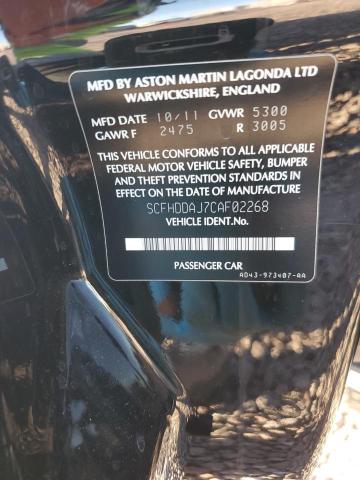 MFD BY ASTON MARTIN LAGONDA LTD
WARWICKSHIRE, ENGLAND
MFD DATE 10/11 GVWR 5300
GAWR F 2475 R 3005
THIS VEHICLE CONFORMS TO ALL APPLICABLE
FEDERAL MOTOR VEHICLE SAFETY, BUMPER
AND THEFT PREVENTION STANDARDS IN
EFFECT ON THE DATE OF MANUFACTURE
SCFHDDAJ7CAF02268
VEHICLE IDENT.No.
PASSENGER CAR
AD43-973407-AA